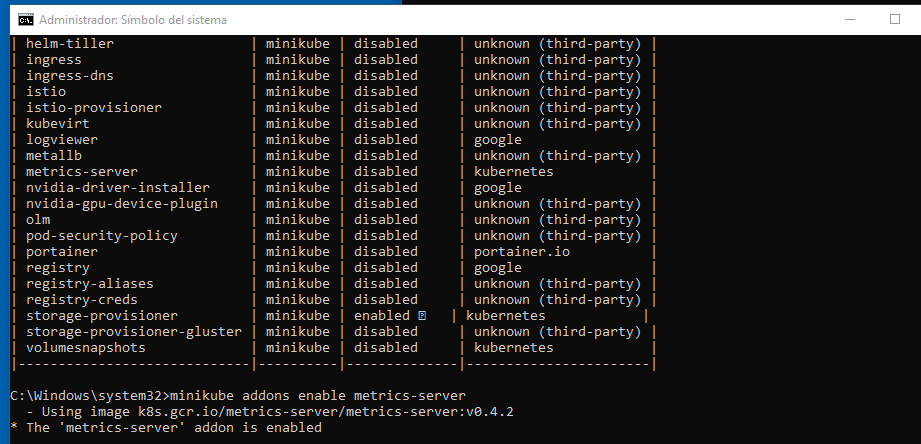 Administrador: Símbolo del sistema
| helm-tiller                 | minikube | disabled     | unknown (third-party) |
| ingress                     | minikube | disabled     | unknown (third-party) |
| ingress-dns                 | minikube | disabled     | unknown (third-party) |
| istio                       | minikube | disabled     | unknown (third-party) |
| istio-provisioner           | minikube | disabled     | unknown (third-party) |
| kubevirt                    | minikube | disabled     | unknown (third-party) |
| logviewer                   | minikube | disabled     | google                |
| metallb                     | minikube | disabled     | unknown (third-party) |
| metrics-server              | minikube | disabled     | kubernetes            |
| nvidia-driver-installer     | minikube | disabled     | google                |
| nvidia-gpu-device-plugin    | minikube | disabled     | unknown (third-party) |
| olm                         | minikube | disabled     | unknown (third-party) |
| pod-security-policy         | minikube | disabled     | unknown (third-party) |
| portainer                   | minikube | disabled     | portainer.io          |
| registry                    | minikube | disabled     | google                |
| registry-aliases            | minikube | disabled     | unknown (third-party) |
| registry-creds              | minikube | disabled     | unknown (third-party) |
| storage-provisioner         | minikube | enabled    | kubernetes            |
| storage-provisioner-gluster | minikube | disabled     | unknown (third-party) |
| volumesnapshots             | minikube | disabled     | kubernetes            |
|-----------------------------|----------|--------------|-----------------------|
C:\Windows\system32>minikube addons enable metrics-server
  - Using image k8s.gcr.io/metrics-server/metrics-server:v0.4.2
* The 'metrics-server' addon is enabled